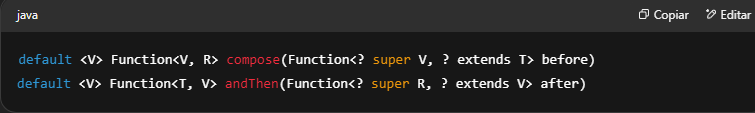 java
Copiar
Editar
default <V> Function<V, R> compose(Function<? super V, ? extends T> before)
default <V> Function<T, V> andThen(Function<? super R, ? extends V> after)